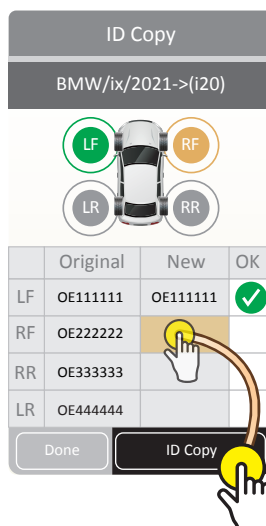 ID Copy
BMW/ix/2021->(i20)
LF RF
LR RR
Original New OK
LF OE111111 OE111111
RF OE222222
RR OE333333
LR OE444444
Done ID Copy